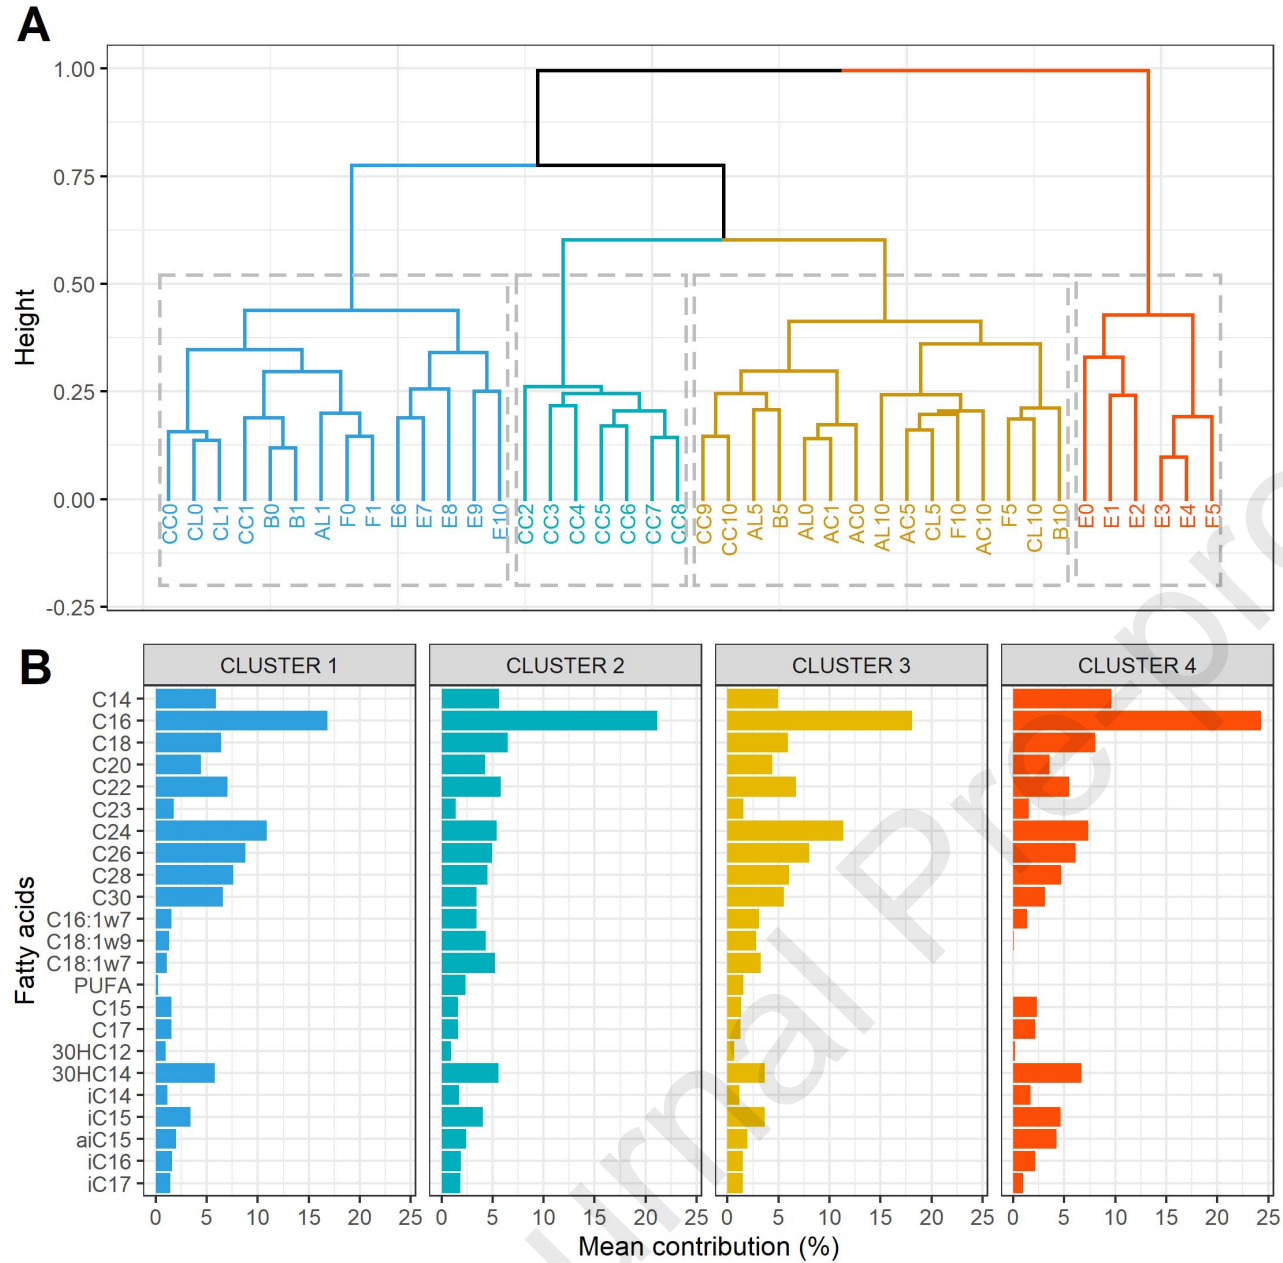 A
1.00
0.75
0.50
0.25
0.00
-0.25
Height
CC0 CL0 CL1 CC1 B0 B1 AL1 F0 F1 E6 E7 E8 E9 E10 CC2 CC3 CC4 CC5 CC6 CC7 CC8 CC9 CC10 AL5 B5 AL0 AC1 AC0 AL10 AC5 CL5 F10 AC10 F5 CL10 B10 E0 E1 E2 E3 E4 E5
B
CLUSTER 1 CLUSTER 2 CLUSTER 3 CLUSTER 4
Fatty acids
C14
C16
C18
C20
C22
C23
C24
C26
C28
C30
C16:1w7
C18:1w9
C18:1w7
PUFA
C15
C17
30HC12
30HC14
iC14
iC15
aiC15
iC16
iC17
0 5 10 15 20 25 0 5 10 15 20 25 0 5 10 15 20 25 0 5 10 15 20 25
Mean contribution (%)